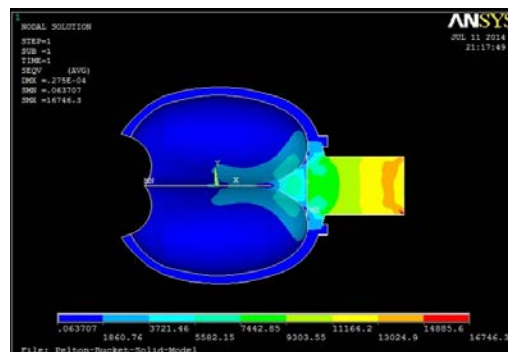 1
NODAL SOLUTION
STEP=1
SUB =1
TIME=1
SEQV (AVG)
DMX =.275E-04
SMN =.063707
SMX =16746.3
ANSYS
JUL 11 2014
21:17:49
Y
MN X
.063707 3721.46 7442.85 11164.2 14885.6
1860.76 5582.15 9303.55 13024.9 16746.3
File: Pelton-Bucket-Solid-Model